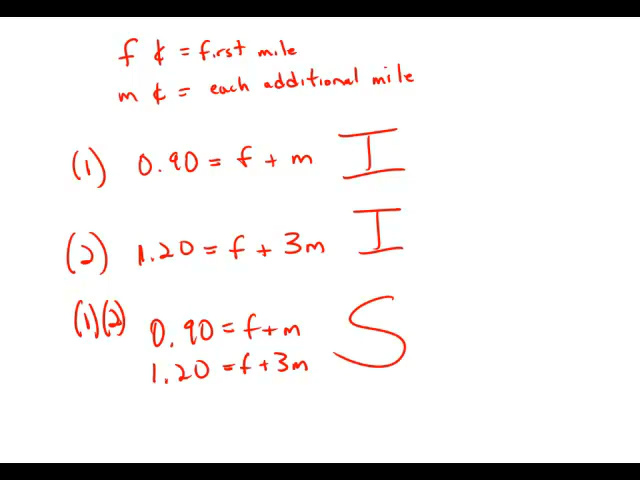 f ¢ = first mile
m ¢ = each additional mile
(1) 0.90 = f + m I
(2) 1.20 = f + 3m I
(1)(2) 0.90 = f+m S
1.20 = f+3m